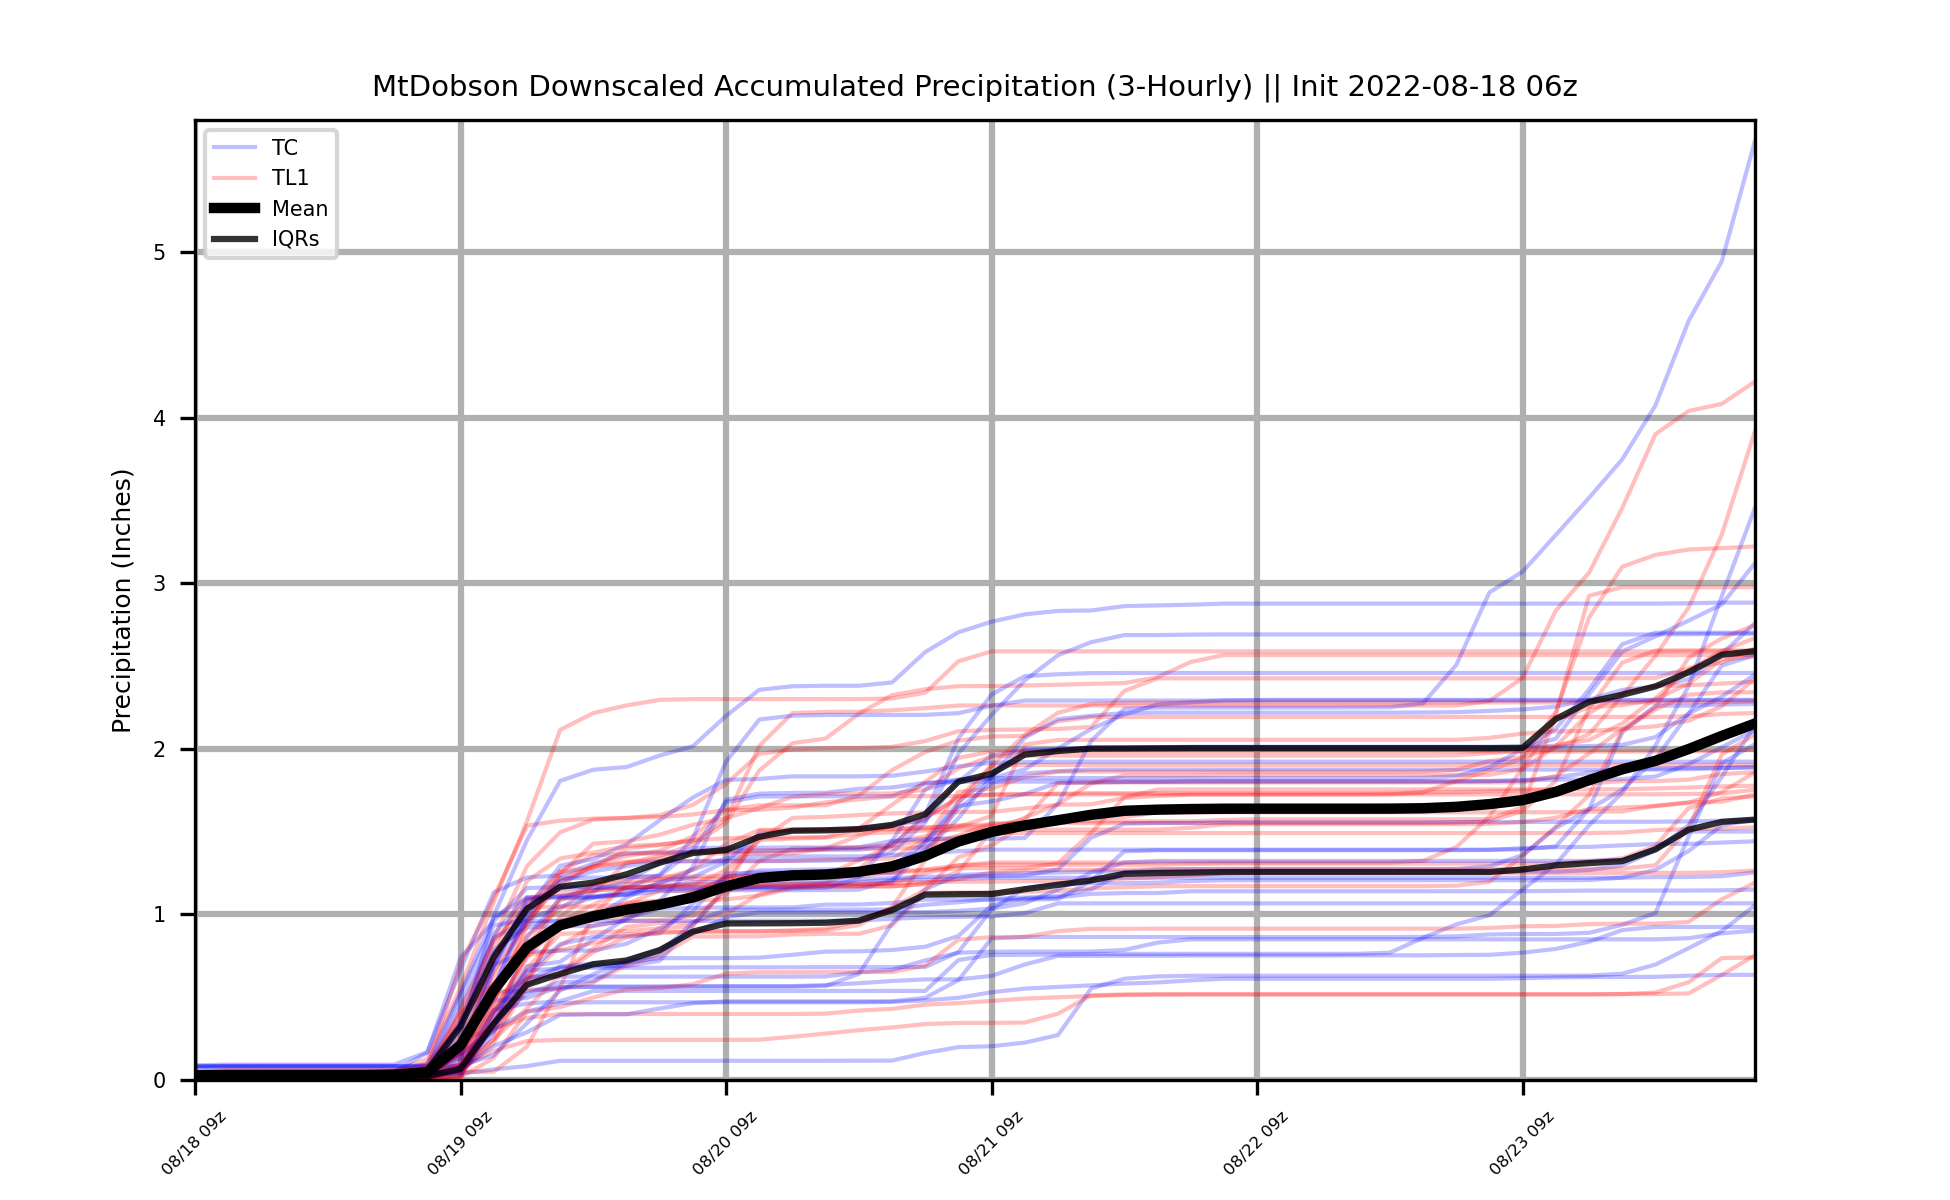 MtDobson Downscaled Accumulated Precipitation (3-Hourly) || Init 2022-08-18 06z
TC
TL1
Mean
IQRs
Precipitation (Inches)
5
4
3
2
1
0
08/18 09z
08/19 09z
08/20 09z
08/21 09z
08/22 09z
08/23 09z